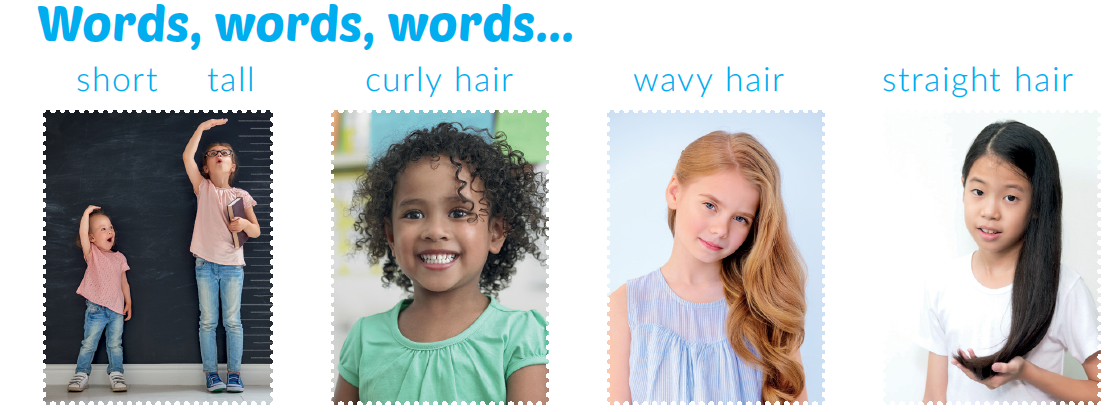 Words, words, words...
short tall
curly hair
wavy hair
straight hair